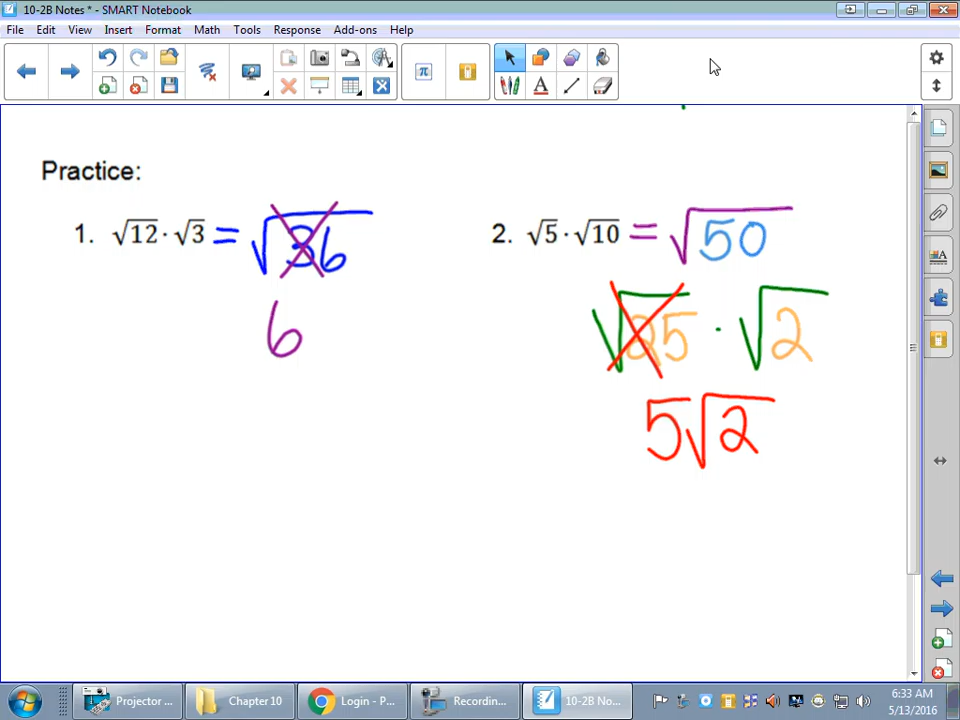 10-2B Notes * - SMART Notebook
File Edit View Insert Format Math Tools Response Add-ons Help
π
A
Practice:
1. √12 · √3 = √36
6
2. √5 · √10 = √50
√25 · √2
5√2
Projector ...
Chapter 10
Login - P...
Recordin...
10-2B No...
6:33 AM
5/13/2016